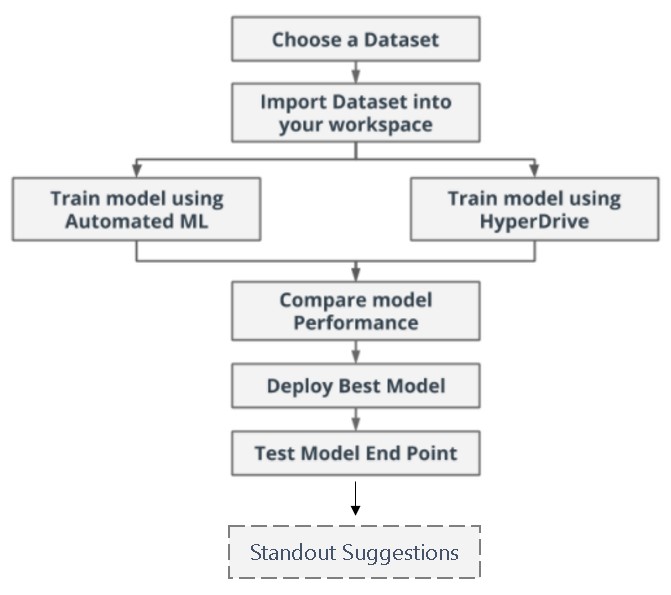 Choose a Dataset
Import Dataset into
your workspace
Train model using
Automated ML
Train model using
HyperDrive
Compare model
Performance
Deploy Best Model
Test Model End Point
Standout Suggestions